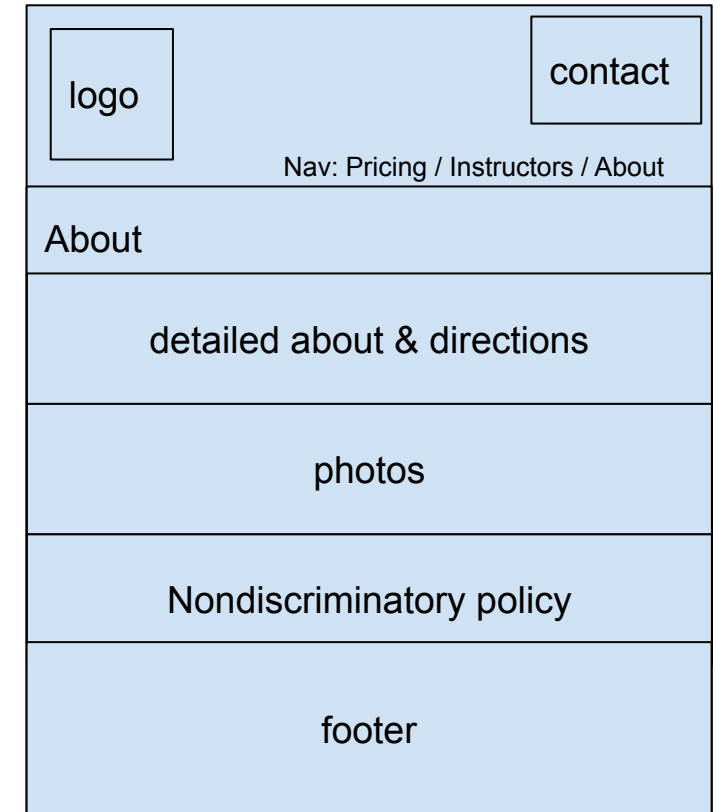 logo
contact
Nav: Pricing / Instructors / About
About
detailed about & directions
photos
Nondiscriminatory policy
footer